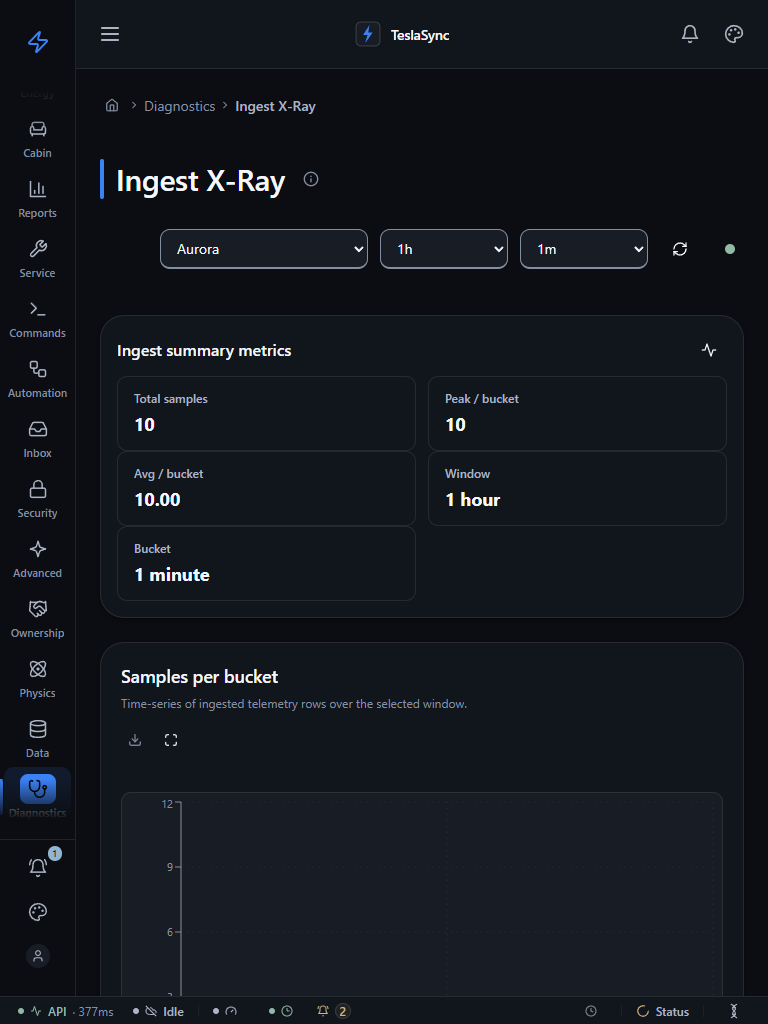 TeslaSync
Diagnostics
Ingest X-Ray
Ingest X-Ray
Aurora
1h
1m
Cabin
Reports
Service
Commands
Automation
Inbox
Security
Advanced
Ownership
Physics
Data
Diagnostics
1
Ingest summary metrics
Total samples
10
Peak / bucket
10
Avg / bucket
10.00
Window
1 hour
Bucket
1 minute
Samples per bucket
Time-series of ingested telemetry rows over the selected window.
12
9
6
API · 377ms
Idle
2
Status